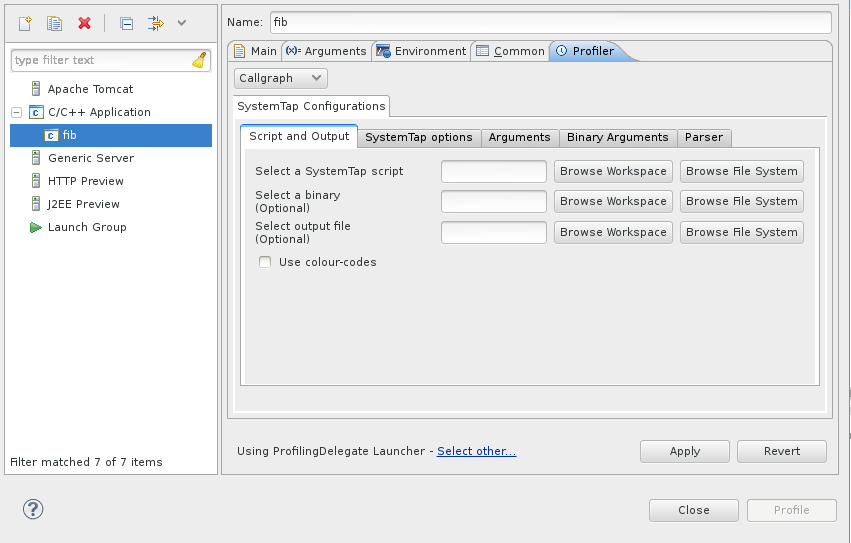 Name: fib
type filter text
Apache Tomcat
C/C++ Application
fib
Generic Server
HTTP Preview
J2EE Preview
Launch Group
Filter matched 7 of 7 items
Main (x)= Arguments Environment Common Profiler
Callgraph
SystemTap Configurations
Script and Output SystemTap options Arguments Binary Arguments Parser
Select a SystemTap script Browse Workspace Browse File System
Select a binary
(Optional) Browse Workspace Browse File System
Select output file
(Optional) Browse Workspace Browse File System
Use colour-codes
Using ProfilingDelegate Launcher - Select other...
Apply Revert
? Close Profile